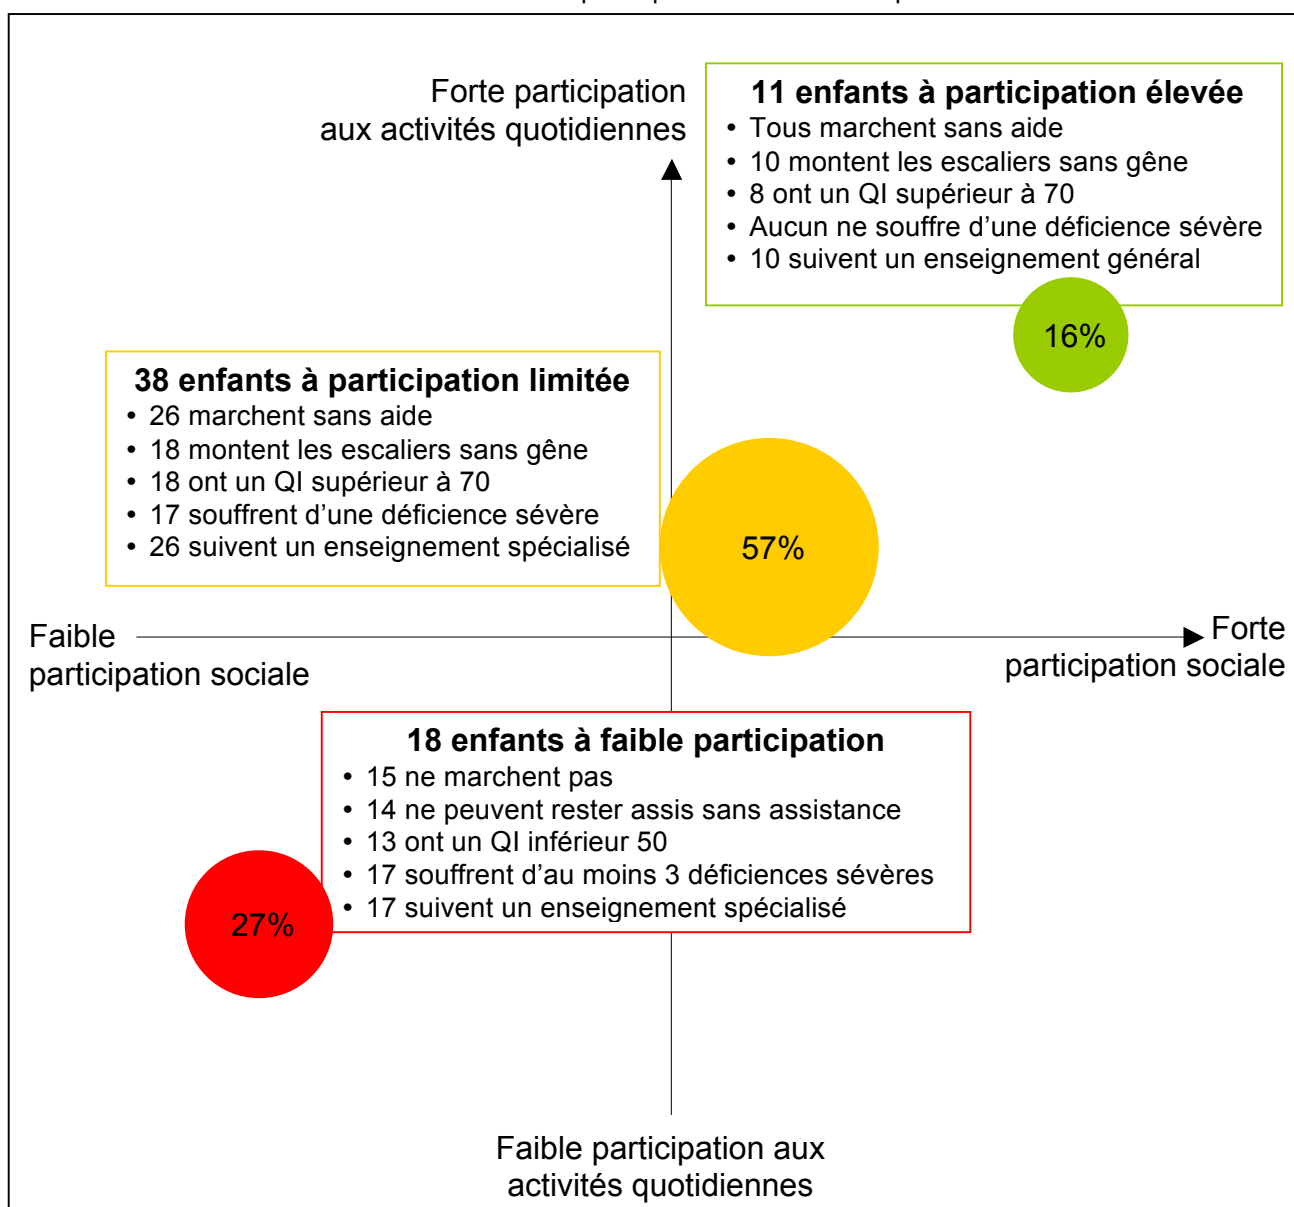 Forte participation
aux activités quotidiennes
11 enfants à participation élevée
• Tous marchent sans aide
• 10 montent les escaliers sans gêne
• 8 ont un QI supérieur à 70
• Aucun ne souffre d’une déficience sévère
• 10 suivent un enseignement général
16%
38 enfants à participation limitée
• 26 marchent sans aide
• 18 montent les escaliers sans gêne
• 18 ont un QI supérieur à 70
• 17 souffrent d’une déficience sévère
• 26 suivent un enseignement spécialisé
57%
Faible
participation sociale
Forte
participation sociale
18 enfants à faible participation
• 15 ne marchent pas
• 14 ne peuvent rester assis sans assistance
• 13 ont un QI inférieur 50
• 17 souffrent d’au moins 3 déficiences sévères
• 17 suivent un enseignement spécialisé
27%
Faible participation aux
activités quotidiennes